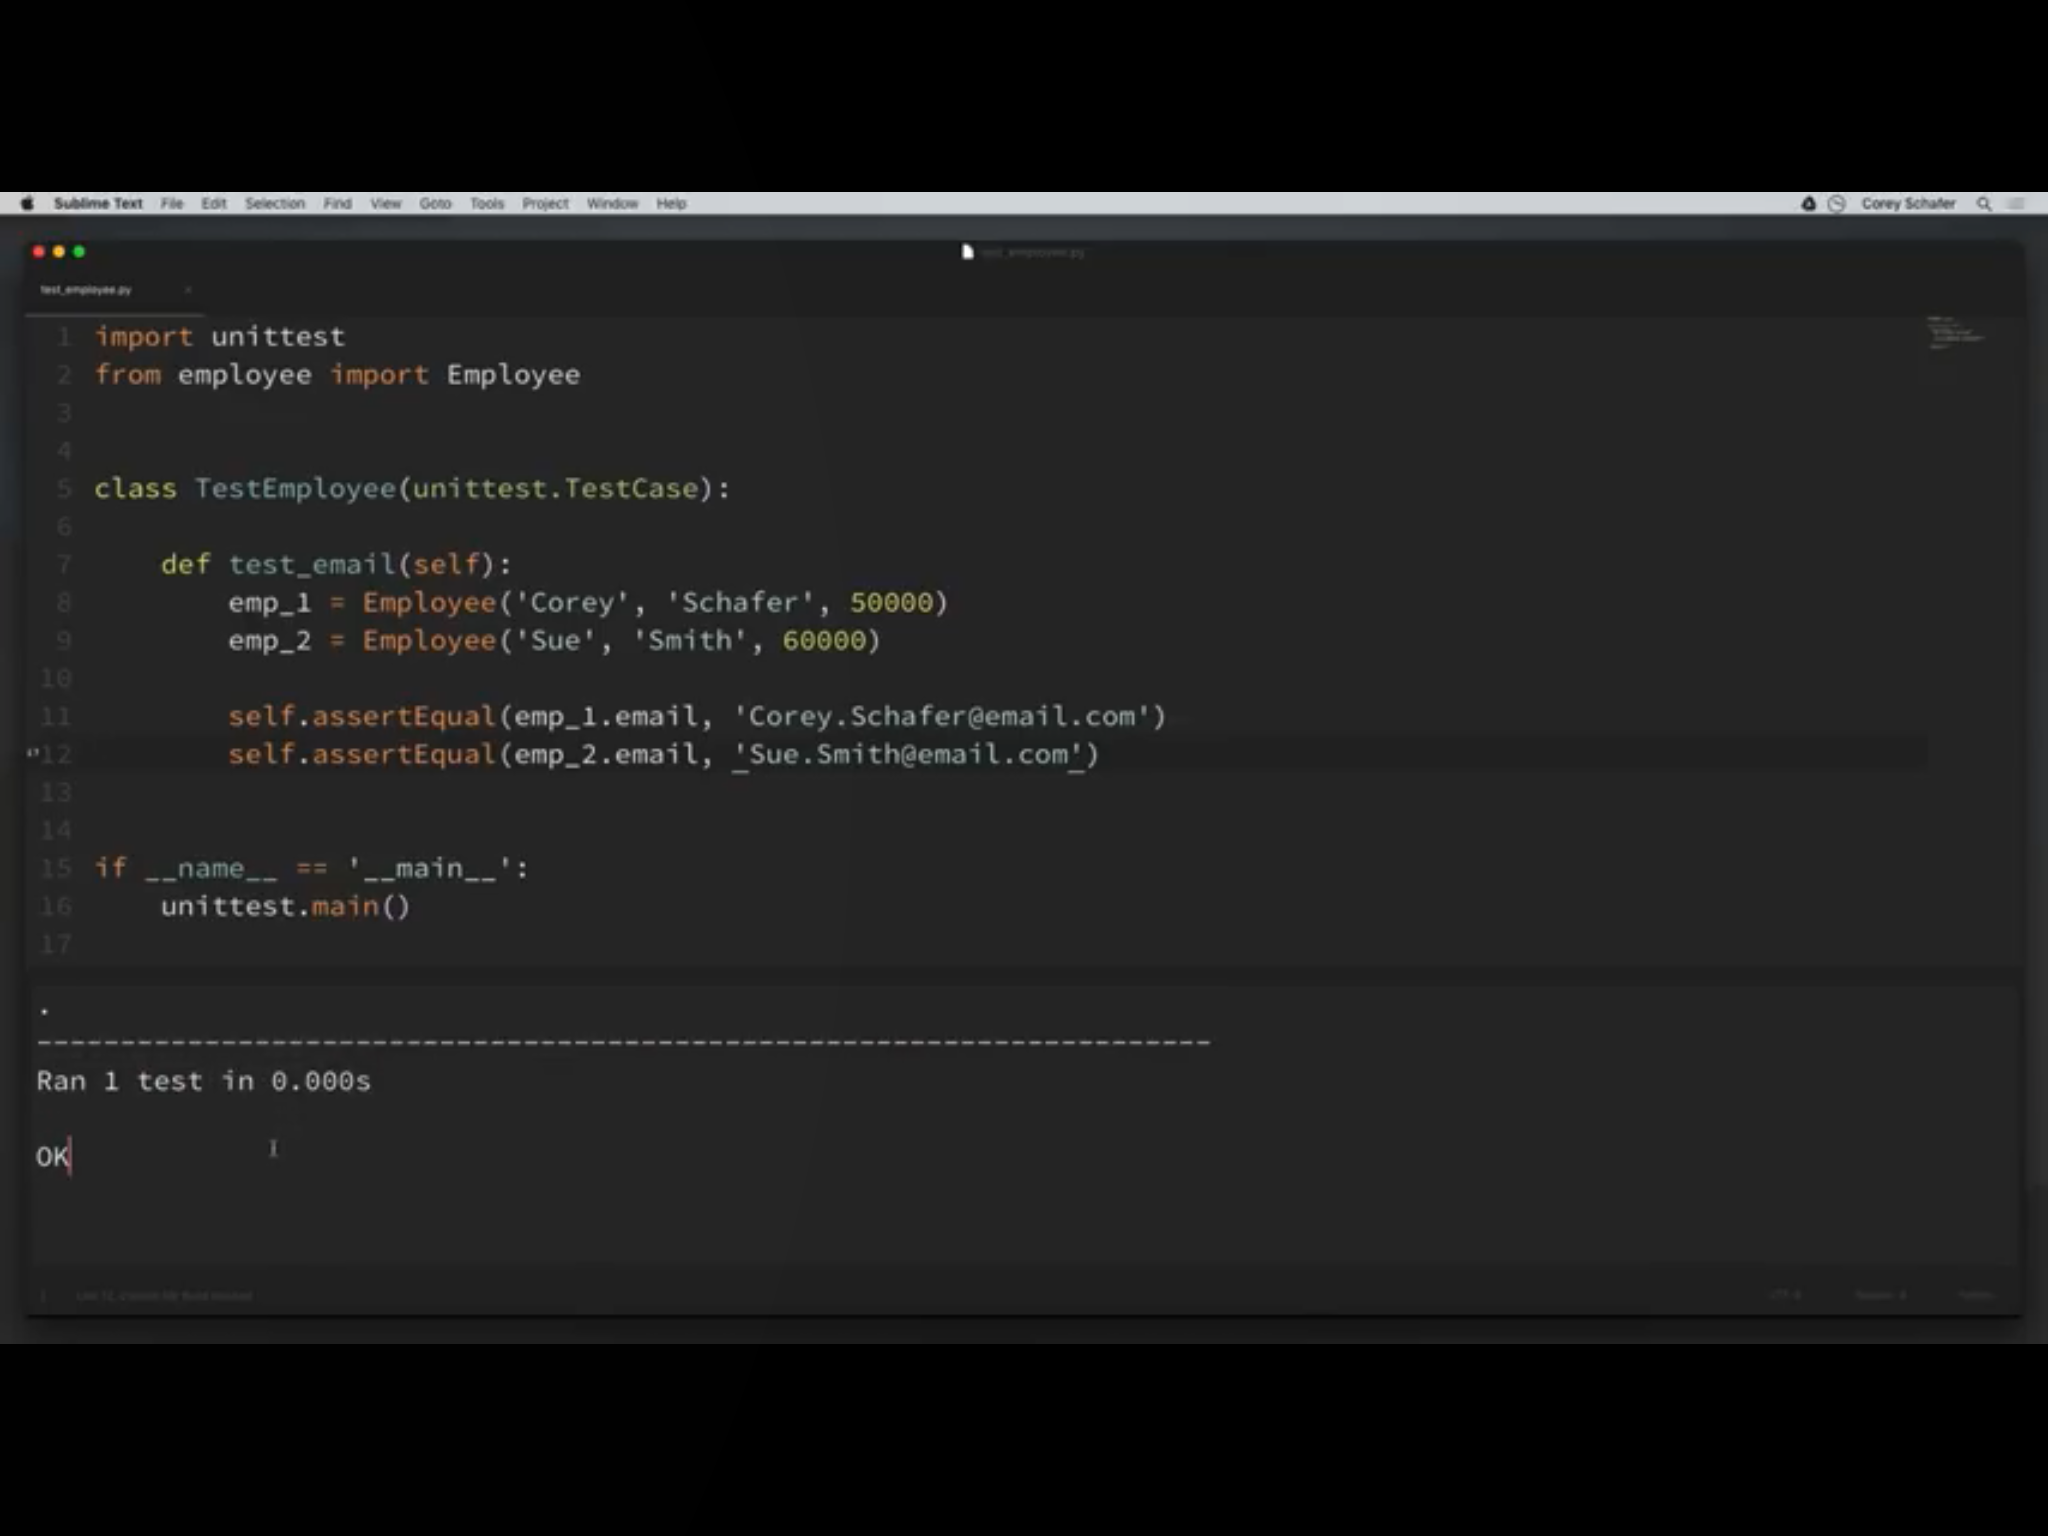 Sublime Text File Edit Selection Find View Goto Tools Project Window Help Corey Schafer
test_employee.py
test_employee.py
1 import unittest
2 from employee import Employee
3
4
5 class TestEmployee(unittest.TestCase):
6
7 def test_email(self):
8 emp_1 = Employee('Corey', 'Schafer', 50000)
9 emp_2 = Employee('Sue', 'Smith', 60000)
10
11 self.assertEqual(emp_1.email, 'Corey.Schafer@email.com')
12 self.assertEqual(emp_2.email, 'Sue.Smith@email.com')
13
14
15 if __name__ == '__main__':
16 unittest.main()
17
.
----------------------------------------------------------------------
Ran 1 test in 0.000s
OK